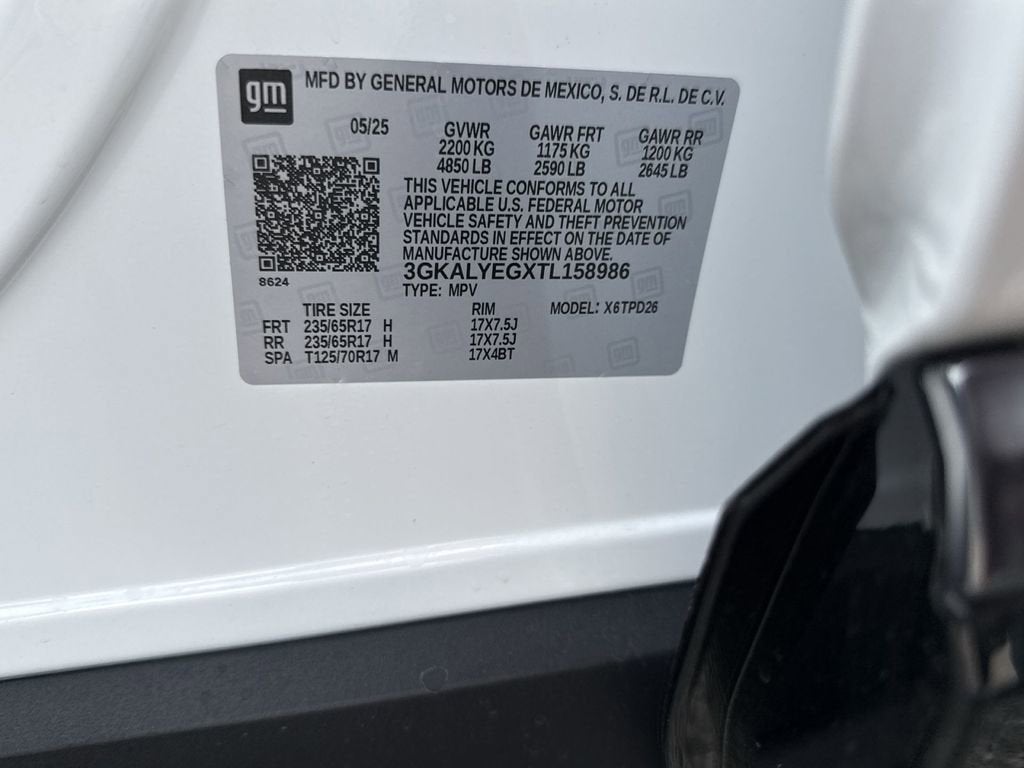 gm MFD BY GENERAL MOTORS DE MEXICO, S. DE R.L. DE C.V.
05/25 GVWR GAWR FRT GAWR RR
2200 KG 1175 KG 1200 KG
4850 LB 2590 LB 2645 LB
THIS VEHICLE CONFORMS TO ALL
APPLICABLE U.S. FEDERAL MOTOR
VEHICLE SAFETY AND THEFT PREVENTION
STANDARDS IN EFFECT ON THE DATE OF
MANUFACTURE SHOWN ABOVE.
3GKALYEGXTL158986
8624 TYPE: MPV
TIRE SIZE RIM MODEL: X6TPD26
FRT 235/65R17 H 17X7.5J
RR 235/65R17 H 17X7.5J
SPA T125/70R17 M 17X4BT